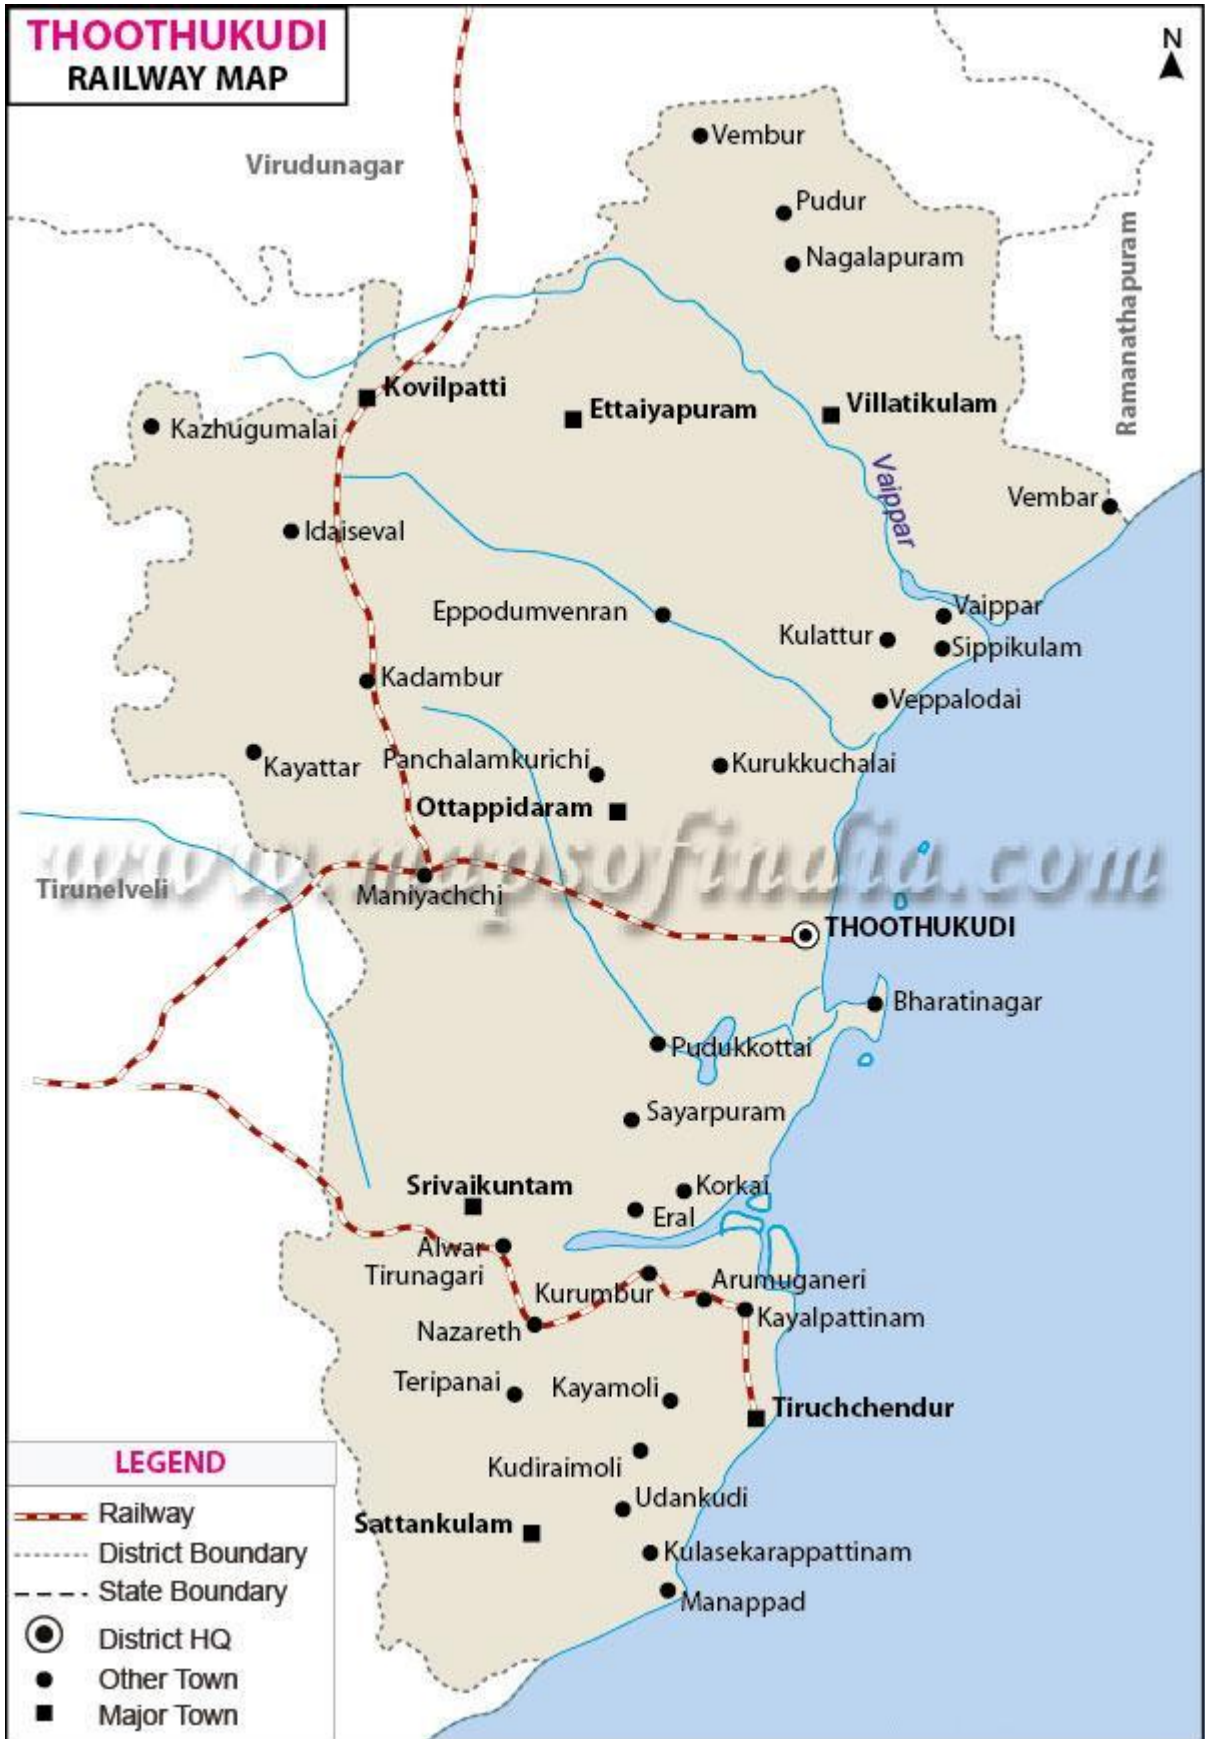 THOOTHUKUDI
RAILWAY MAP
N
Vembur
Virudunagar
Pudur
Nagalapuram
Ramanathapuram
Kovilpatti
Ettaiyapuram
Villatikulam
Kazhugumalai
Vaippar
Vembar
Idaiseval
Eppodumvenran
Vaippar
Kulattur
Sippikulam
Kadambur
Veppalodai
Kayattar
Panchalamkurichi
Kurukkuchalai
Ottappidaram
www.mapsofindia.com
Tirunelveli
Maniyachchi
THOOTHUKUDI
Bharatinagar
Pudukkottai
Sayarpuram
Srivaikuntam
Korkai
Eral
Alwar
Tirunagari
Arumuganeri
Kurumbur
Kayalpattinam
Nazareth
Teripanai
Kayamoli
Tiruchchendur
Kudiraimoli
Udankudi
Sattankulam
Kulasekarappattinam
Manappad
LEGEND
Railway
District Boundary
State Boundary
District HQ
Other Town
Major Town